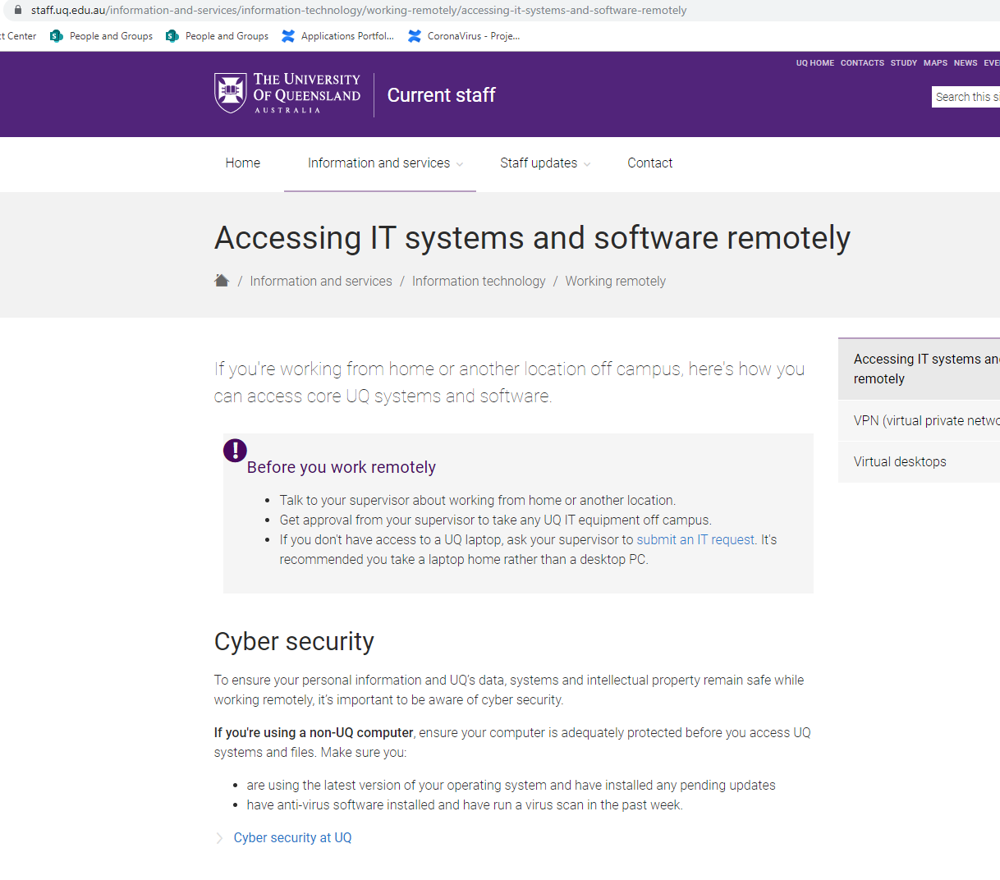 staff.uq.edu.au/information-and-services/information-technology/working-remotely/accessing-it-systems-and-software-remotely
Center People and Groups People and Groups Applications Portfol... CoronaVirus - Proje...
UQ HOME CONTACTS STUDY MAPS NEWS
THE UNIVERSITY
OF QUEENSLAND
AUSTRALIA
Current staff
Search this
Home Information and services Staff updates Contact
Accessing IT systems and software remotely
/ Information and services / Information technology / Working remotely
If you're working from home or another location off campus, here's how you
can access core UQ systems and software.
Accessing IT systems
remotely
VPN (virtual private
Virtual desktops
Before you work remotely
• Talk to your supervisor about working from home or another location.
• Get approval from your supervisor to take any UQ IT equipment off campus.
• If you don't have access to a UQ laptop, ask your supervisor to submit an IT request. It's
recommended you take a laptop home rather than a desktop PC.
Cyber security
To ensure your personal information and UQ's data, systems and intellectual property remain safe while
working remotely, it's important to be aware of cyber security.
If you're using a non-UQ computer, ensure your computer is adequately protected before you access UQ
systems and files. Make sure you:
• are using the latest version of your operating system and have installed any pending updates
• have anti-virus software installed and have run a virus scan in the past week.
Cyber security at UQ